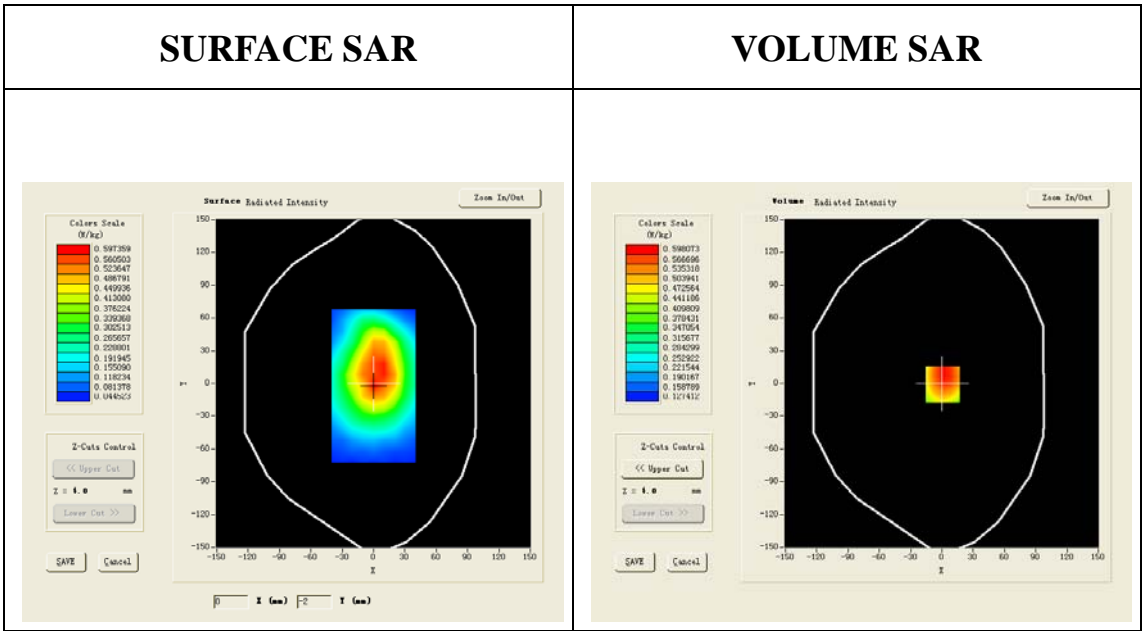 SURFACE SAR
VOLUME SAR
Surface Radiated Intensity
Zoom In/Out
Colors Scale
(W/kg)
0.597359
0.560503
0.523647
0.486791
0.449936
0.413080
0.376224
0.339368
0.302513
0.265657
0.228801
0.191945
0.155090
0.118234
0.081378
0.044523
150
120
90
60
30
0
-30
-60
-90
-120
-150
Y
-150 -120 -90 -60 -30 0 30 60 90 120 150
X
Z-Cuts Control
<< Upper Cut
Z = 4.0 mm
Lower Cut >>
SAVE Cancel
0 X (mm) -2 Y (mm)
Volume Radiated Intensity
Zoom In/Out
Colors Scale
(W/kg)
0.598073
0.566696
0.535318
0.503941
0.472564
0.441186
0.409809
0.378431
0.347054
0.315677
0.284299
0.252922
0.221544
0.190167
0.158789
0.127412
150
120
90
60
30
0
-30
-60
-90
-120
-150
Y
-150 -120 -90 -60 -30 0 30 60 90 120 150
X
Z-Cuts Control
<< Upper Cut
Z = 4.0 mm
Lower Cut >>
SAVE Cancel